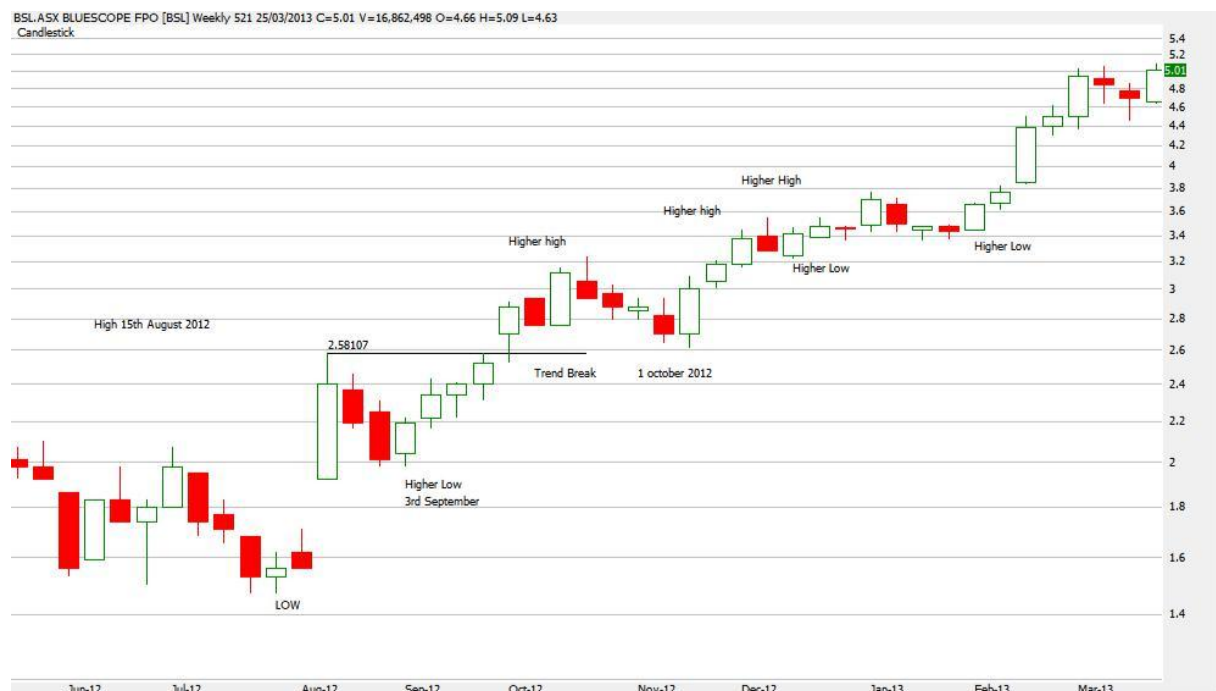 BSL.ASX BLUESCOPE FPO [BSL] Weekly 521 25/03/2013 C=5.01 V=16,862,498 O=4.66 H=5.09 L=4.63
Candlestick
5.4
5.2
5.01
4.8
4.6
4.4
4.2
4
Higher High
3.8
Higher high
3.6
Higher high
3.4
Higher Low
Higher Low
3.2
3
High 15th August 2012
2.8
2.58107
2.6
Trend Break
1 october 2012
2.4
2.2
2
Higher Low
3rd September
1.8
1.6
LOW
1.4
Jun-12 Jul-12 Aug-12 Sep-12 Oct-12 Nov-12 Dec-12 Jan-13 Feb-13 Mar-13